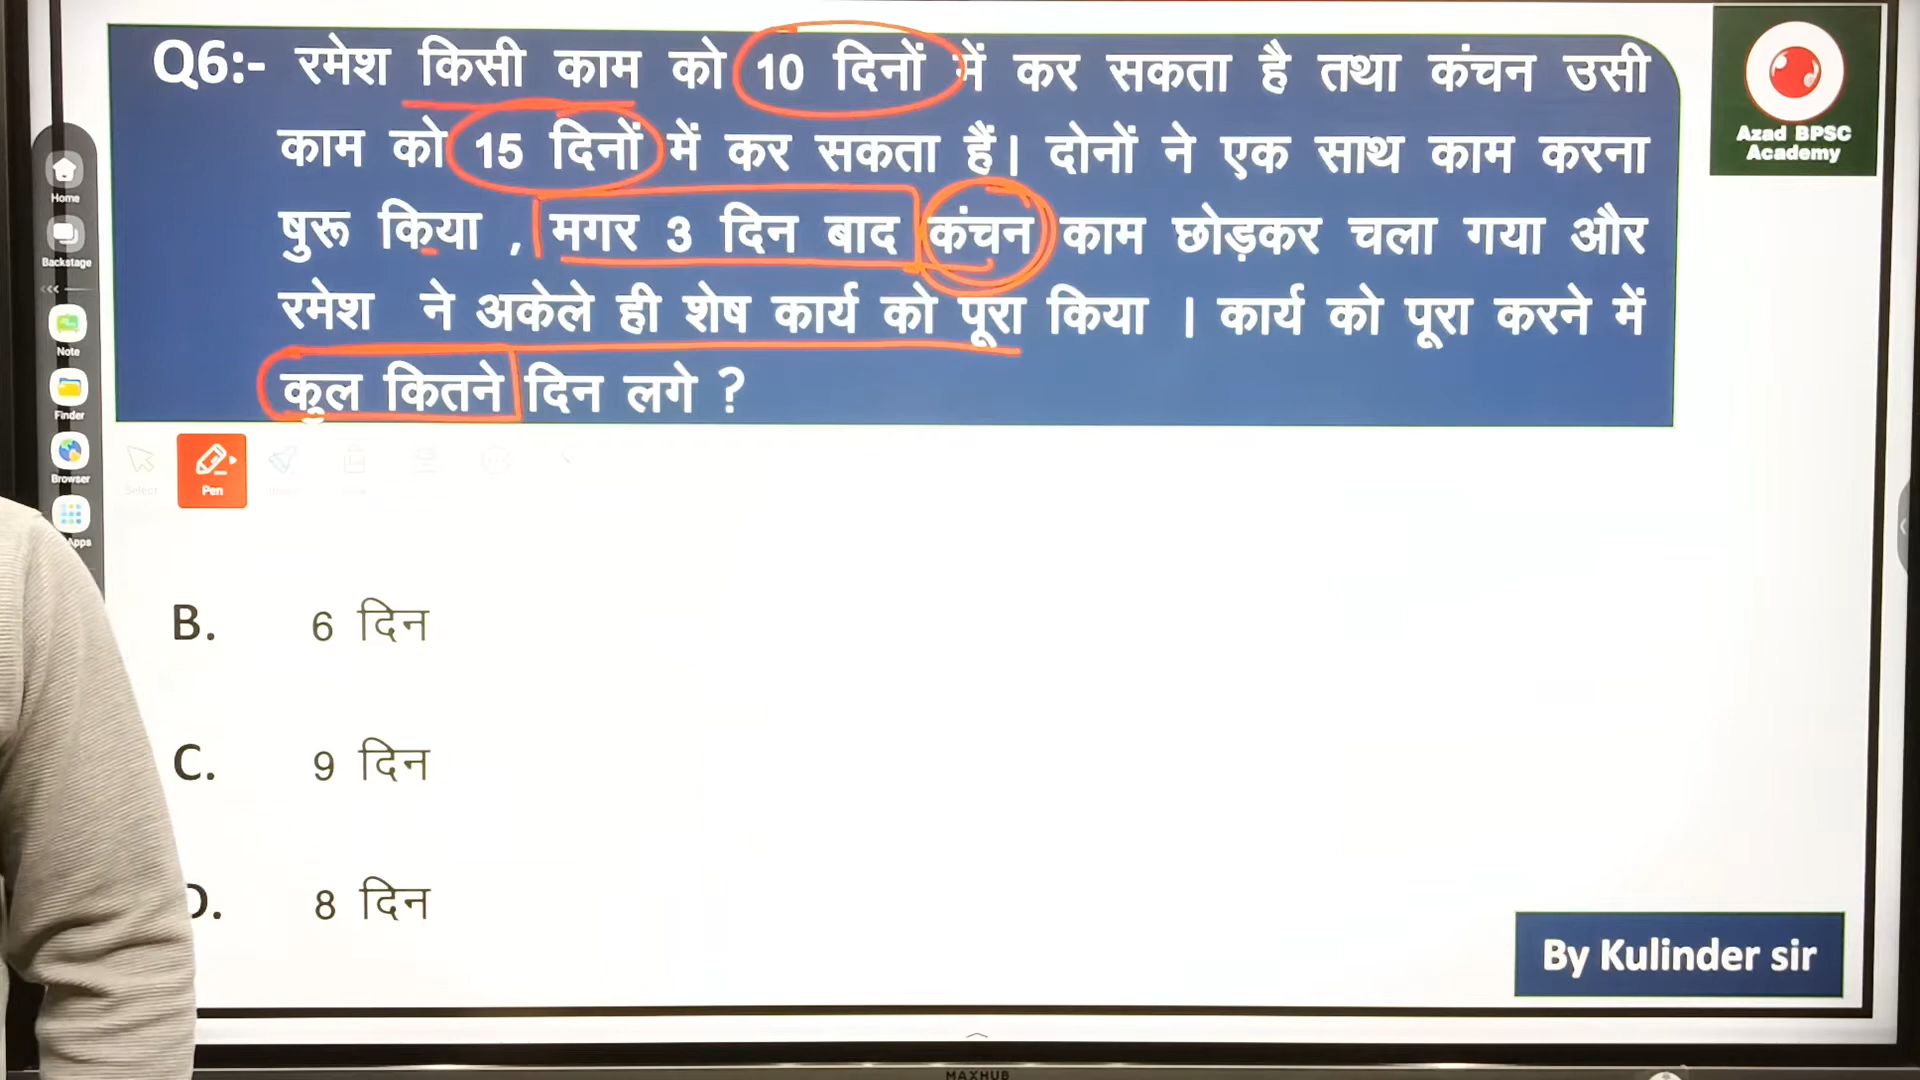 Q6:- रमेश किसी काम को 10 दिनों में कर सकता है तथा कंचन उसी
काम को 15 दिनों में कर सकता हैं। दोनों ने एक साथ काम करना
षुरू किया , मगर 3 दिन बाद कंचन काम छोड़कर चला गया और
रमेश ने अकेले ही शेष कार्य को पूरा किया । कार्य को पूरा करने में
कुल कितने दिन लगे ?
Azad BPSC
Academy
Home
Backstage
Note
Finder
Browser
Apps
Select
Pen
B. 6 दिन
C. 9 दिन
D. 8 दिन
By Kulinder sir
MAXHUB